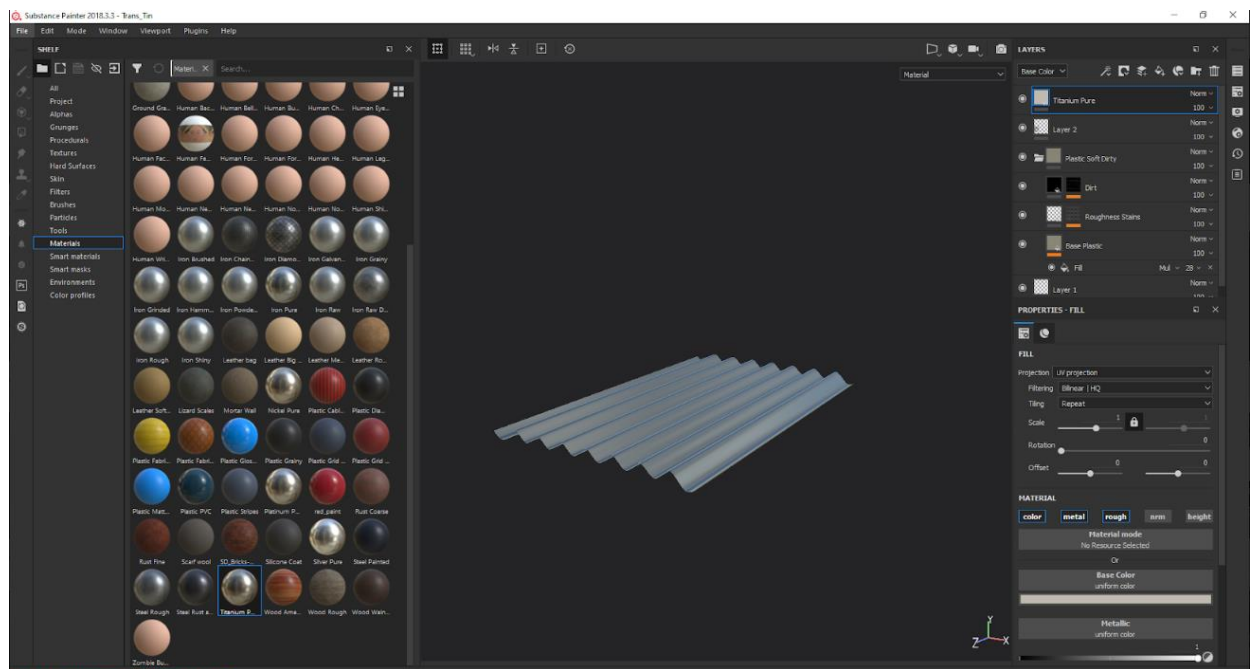 Substance Painter 2018.3.3 - Trans_Tin
File Edit Mode Window Viewport Plugins Help
SHELF
Materi... × Search...
All
Project
Alphas
Grunges
Procedurals
Textures
Hard Surfaces
Skin
Filters
Brushes
Particles
Tools
Materials
Smart materials
Smart masks
Environments
Color profiles
Ps
Ground Gra... Human Bac... Human Bell... Human Bu... Human Ch... Human Eye...
Human Fac... Human Fe... Human For... Human For... Human He... Human Leg...
Human Mo... Human Ne... Human Ne... Human No... Human No... Human Shi...
Human Wri... Iron Brushed Iron Chain... Iron Diamo... Iron Galvan... Iron Grainy
Iron Grinded Iron Hamm... Iron Powde... Iron Pure Iron Raw Iron Raw D...
Iron Rough Iron Shiny Leather bag Leather Big ... Leather Me... Leather Ro...
Leather Soft... Lizard Scales Mortar Wall Nickel Pure Plastic Cabl... Plastic Dia...
Plastic Fabri... Plastic Fabri... Plastic Glos... Plastic Grainy Plastic Grid ... Plastic Grid ...
Plastic Matt... Plastic PVC Plastic Stripes Platinum P... red_paint Rust Coarse
Rust Fine Scarf wool SD_Bricks-... Silicone Coat Silver Pure Steel Painted
Steel Rough Steel Rust a... Titanium P... Wood Ama... Wood Rough Wood Waln...
Zombie Bu...
Material
Y
Z X
LAYERS
Base Color
Titanium Pure Norm
100
Layer 2 Norm
100
Plastic Soft Dirty Norm
100
Dirt Norm
100
Roughness Stains Norm
100
Base Plastic Norm
100
Fill Mul 28 ×
Layer 1 Norm
100
PROPERTIES - FILL
FILL
Projection UV projection
Filtering Bilinear | HQ
Tiling Repeat
Scale 1 1
Rotation 0
Offset 0 0
MATERIAL
color metal rough nrm height
Material mode
No Resource Selected
Or
Base Color
uniform color
Metallic
uniform color
1